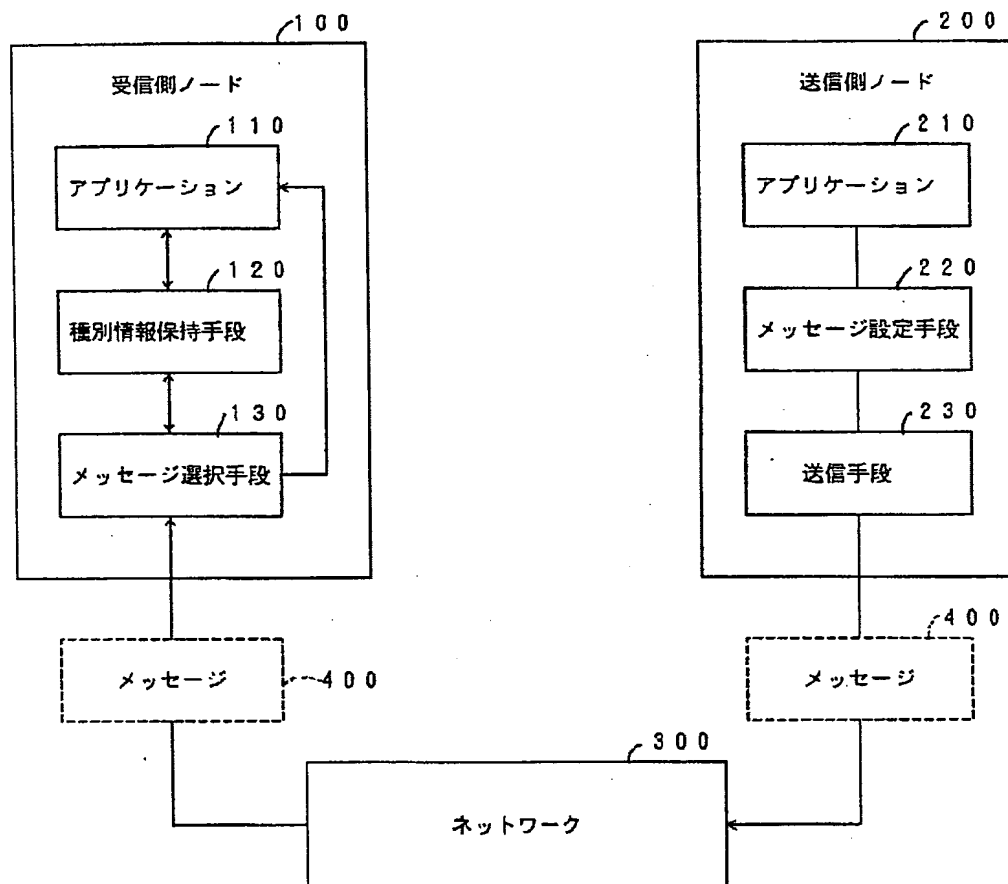 100
受信側ノード
110
アプリケーション
120
種別情報保持手段
130
メッセージ選択手段
メッセージ
400
200
送信側ノード
210
アプリケーション
220
メッセージ設定手段
230
送信手段
400
メッセージ
300
ネットワーク